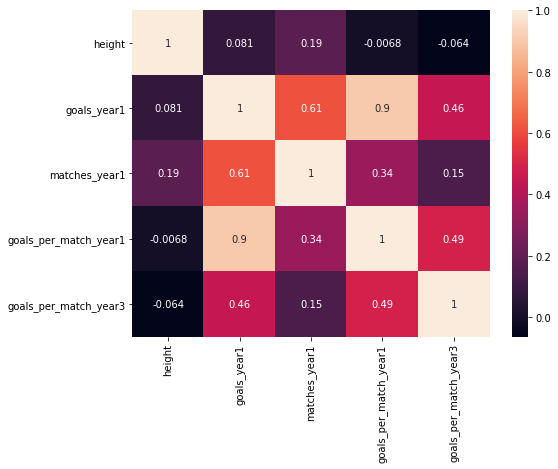 height 1 0.081 0.19 -0.0068 -0.064
goals_year1 0.081 1 0.61 0.9 0.46
matches_year1 0.19 0.61 1 0.34 0.15
goals_per_match_year1 -0.0068 0.9 0.34 1 0.49
goals_per_match_year3 -0.064 0.46 0.15 0.49 1
height
goals_year1
matches_year1
goals_per_match_year1
goals_per_match_year3
1.0
0.8
0.6
0.4
0.2
0.0